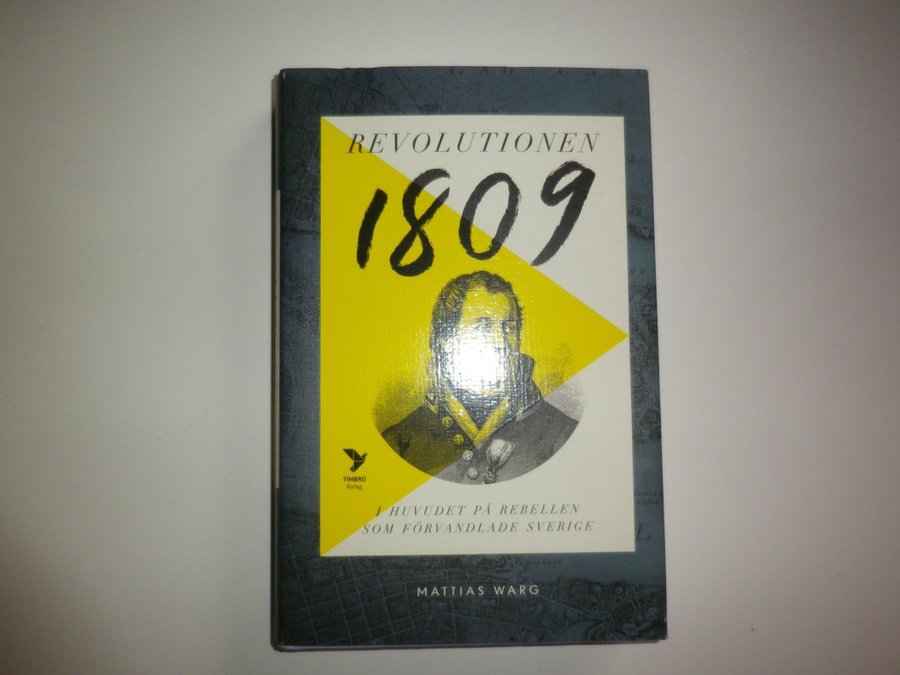 REVOLUTIONEN
1809
TIMBRO
förlag
I HUVUDET PÅ REBELLEN
SOM FÖRVANDLADE SVERIGE
MATTIAS WARG